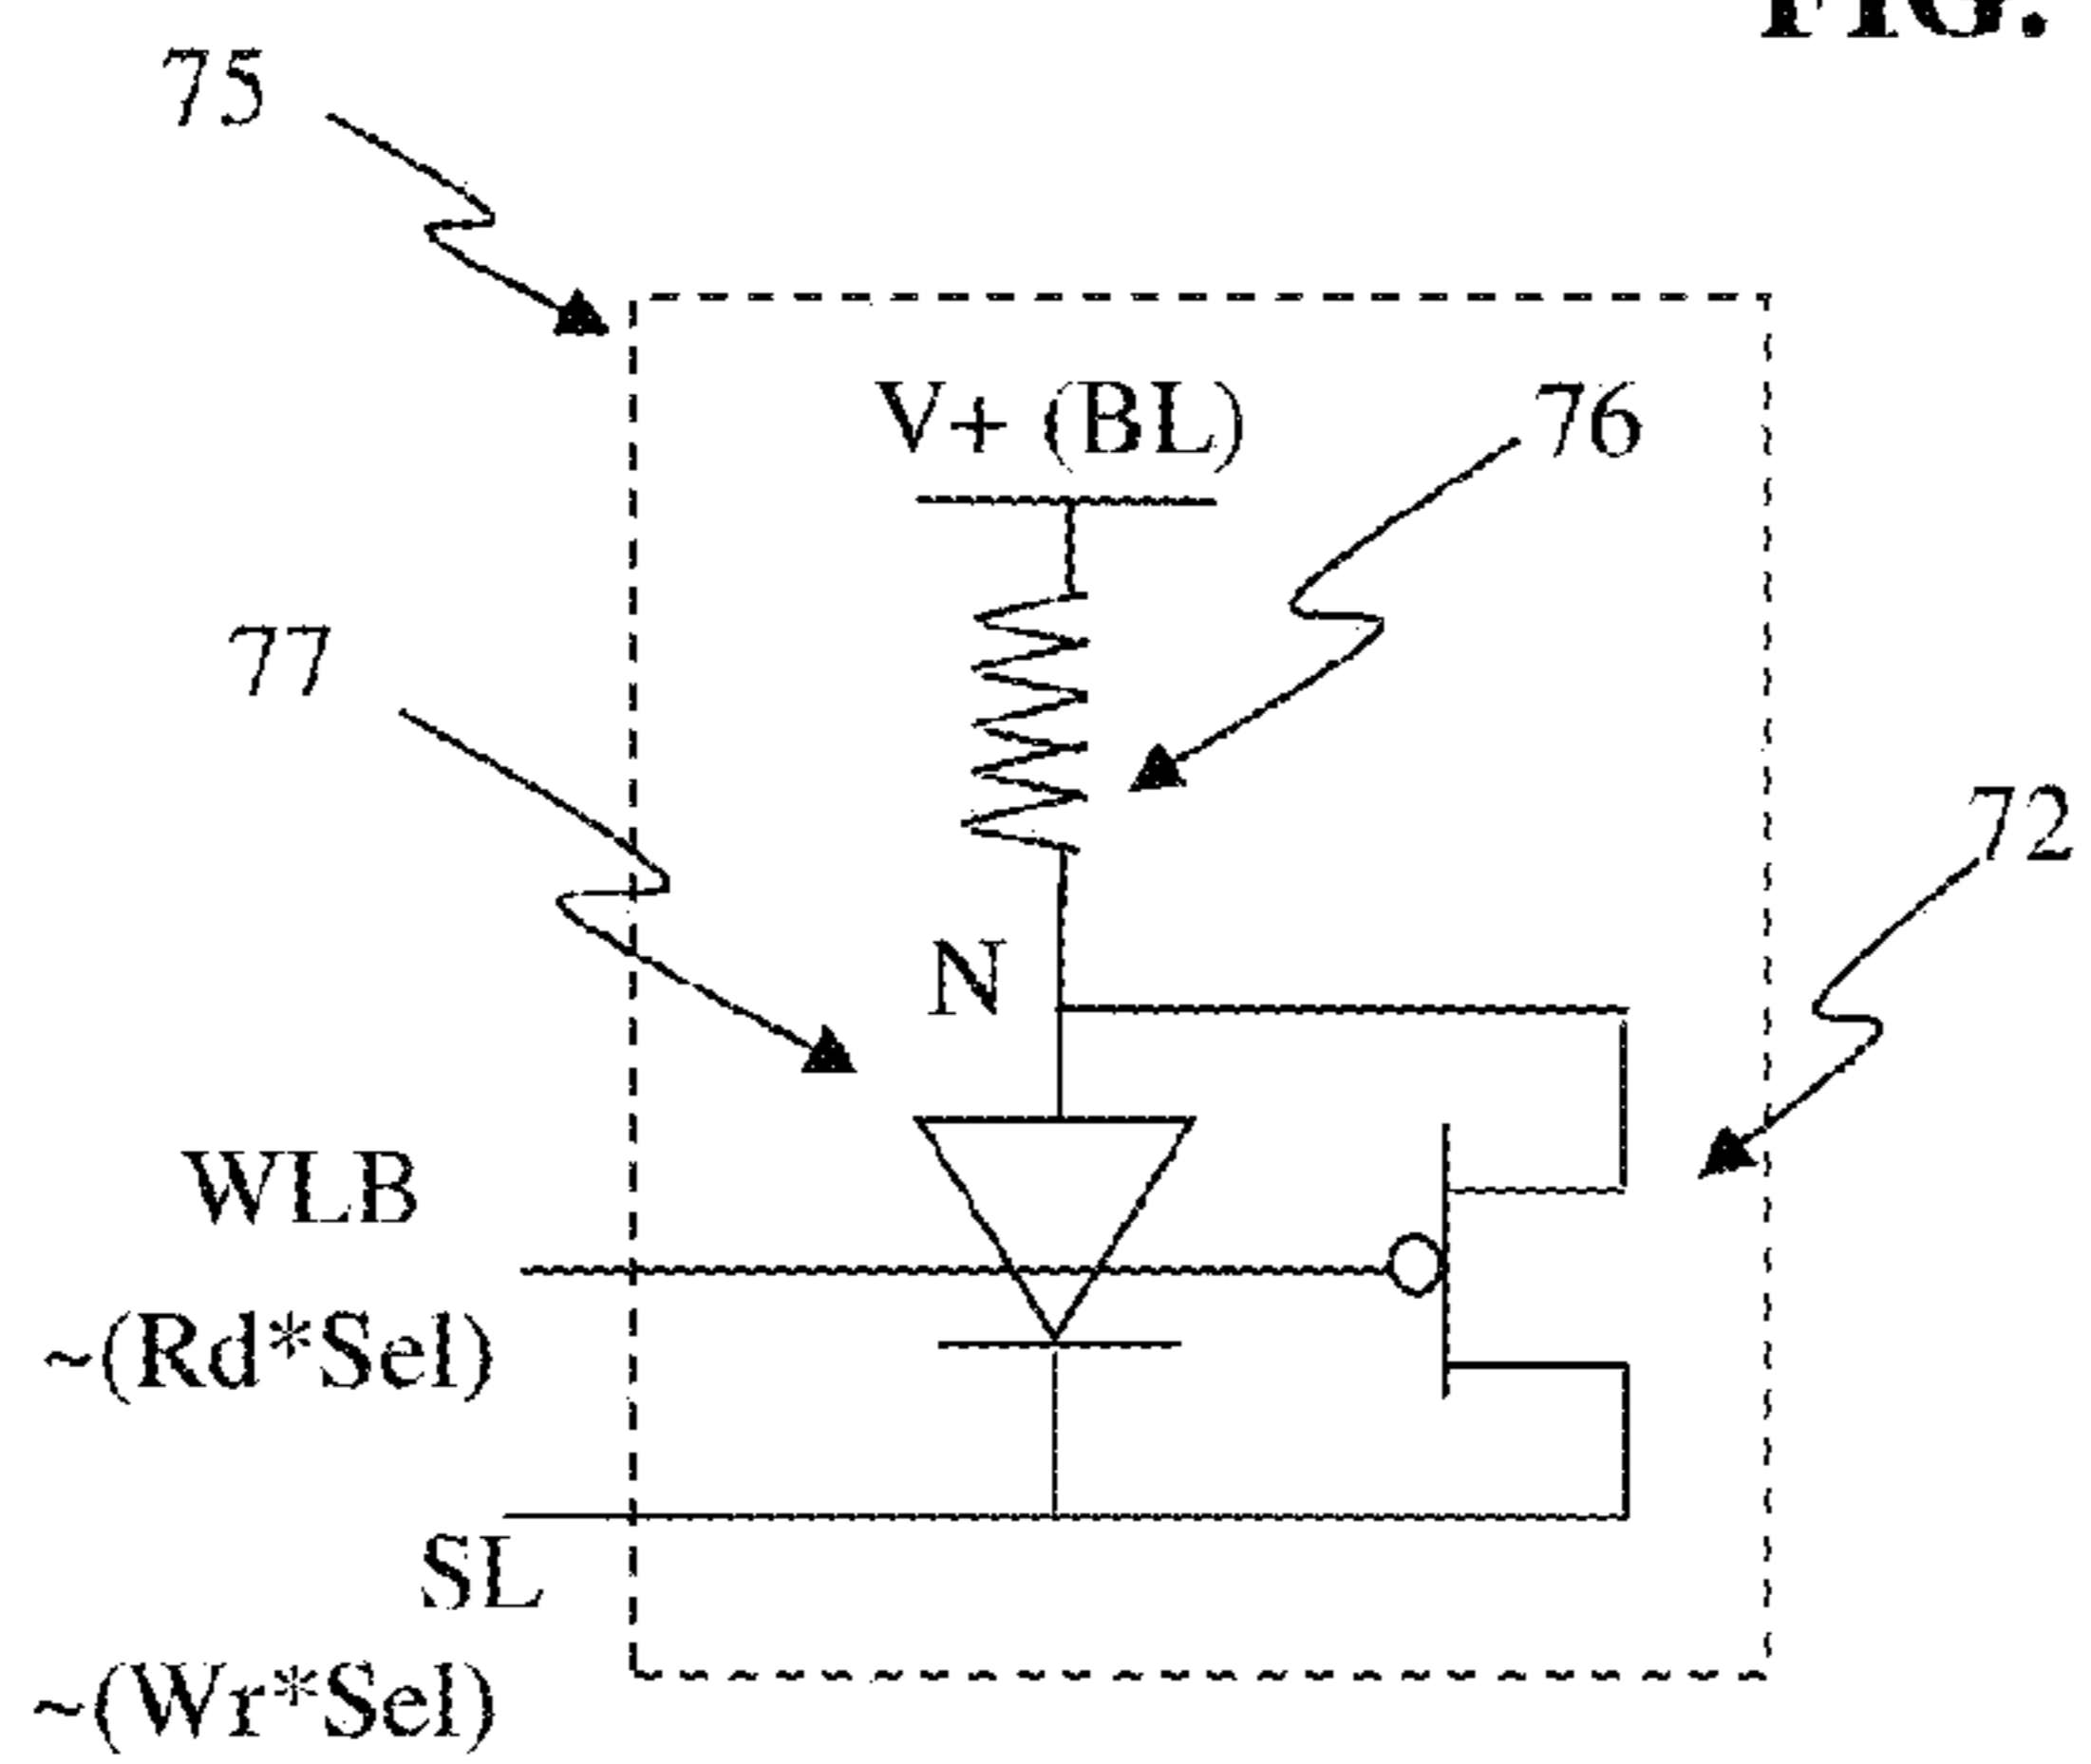 FIG.
75
V+ (BL)
76
77
72
N
WLB
~(Rd*Sel)
SL
~(Wr*Sel)